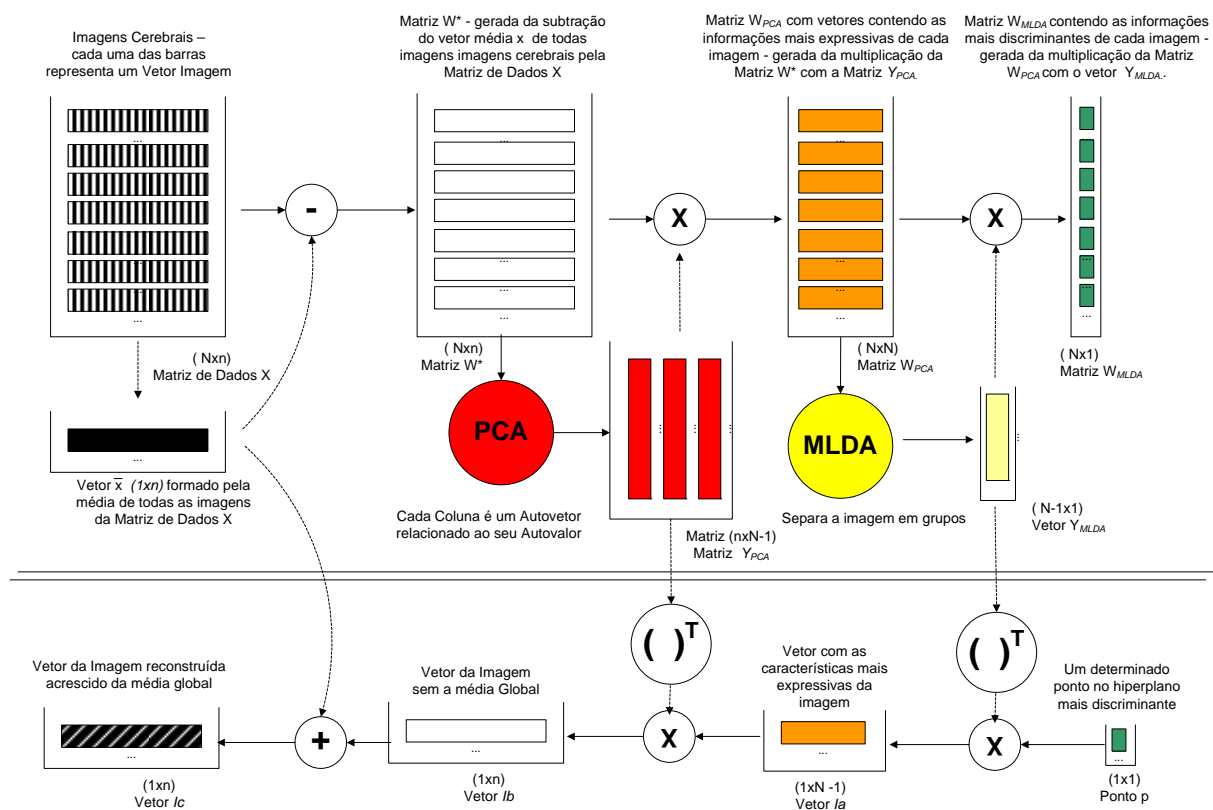 Imagens Cerebrais –
cada uma das barras
representa um Vetor Imagem
...
...
...
...
...
...
...
( Nxn)
Matriz de Dados X
...
Vetor x̅ (1xn) formado pela
média de todas as imagens
da Matriz de Dados X
-
Matriz W* - gerada da subtração
do vetor média x de todas
imagens imagens cerebrais pela
Matriz de Dados X
...
...
...
...
( Nxn)
Matriz W*
PCA
Cada Coluna é um Autovetor
relacionado ao seu Autovalor
X
...
...
...
Matriz (nxN-1)
Matriz YPCA
Matriz WPCA com vetores contendo as
informações mais expressivas de cada
imagem - gerada da multiplicação da
Matriz W* com a Matriz YPCA.
...
...
...
...
( NxN)
Matriz WPCA
MLDA
Separa a imagem em grupos
X
...
( N-1x1)
Vetor YMLDA
Matriz WMLDA contendo as informações
mais discriminantes de cada imagem -
gerada da multiplicação da Matriz
WPCA com o vetor YMLDA..
...
...
...
...
( Nx1)
Matriz WMLDA
Vetor da Imagem reconstruída
acrescido da média global
...
(1xn)
Vetor Ic
+
Vetor da Imagem
sem a média Global
...
(1xn)
Vetor Ib
( )T
X
Vetor com as
características mais
expressivas da
imagem
...
(1xN -1)
Vetor Ia
( )T
X
Um determinado
ponto no hiperplano
mais discriminante
...
(1x1)
Ponto p